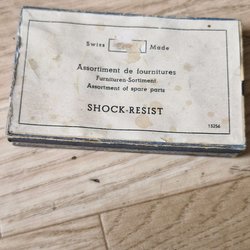 Swiss Made
Assortiment de fournitures
Furnituren-Sortiment
Assortment of spare parts
SHOCK-RESIST
15256